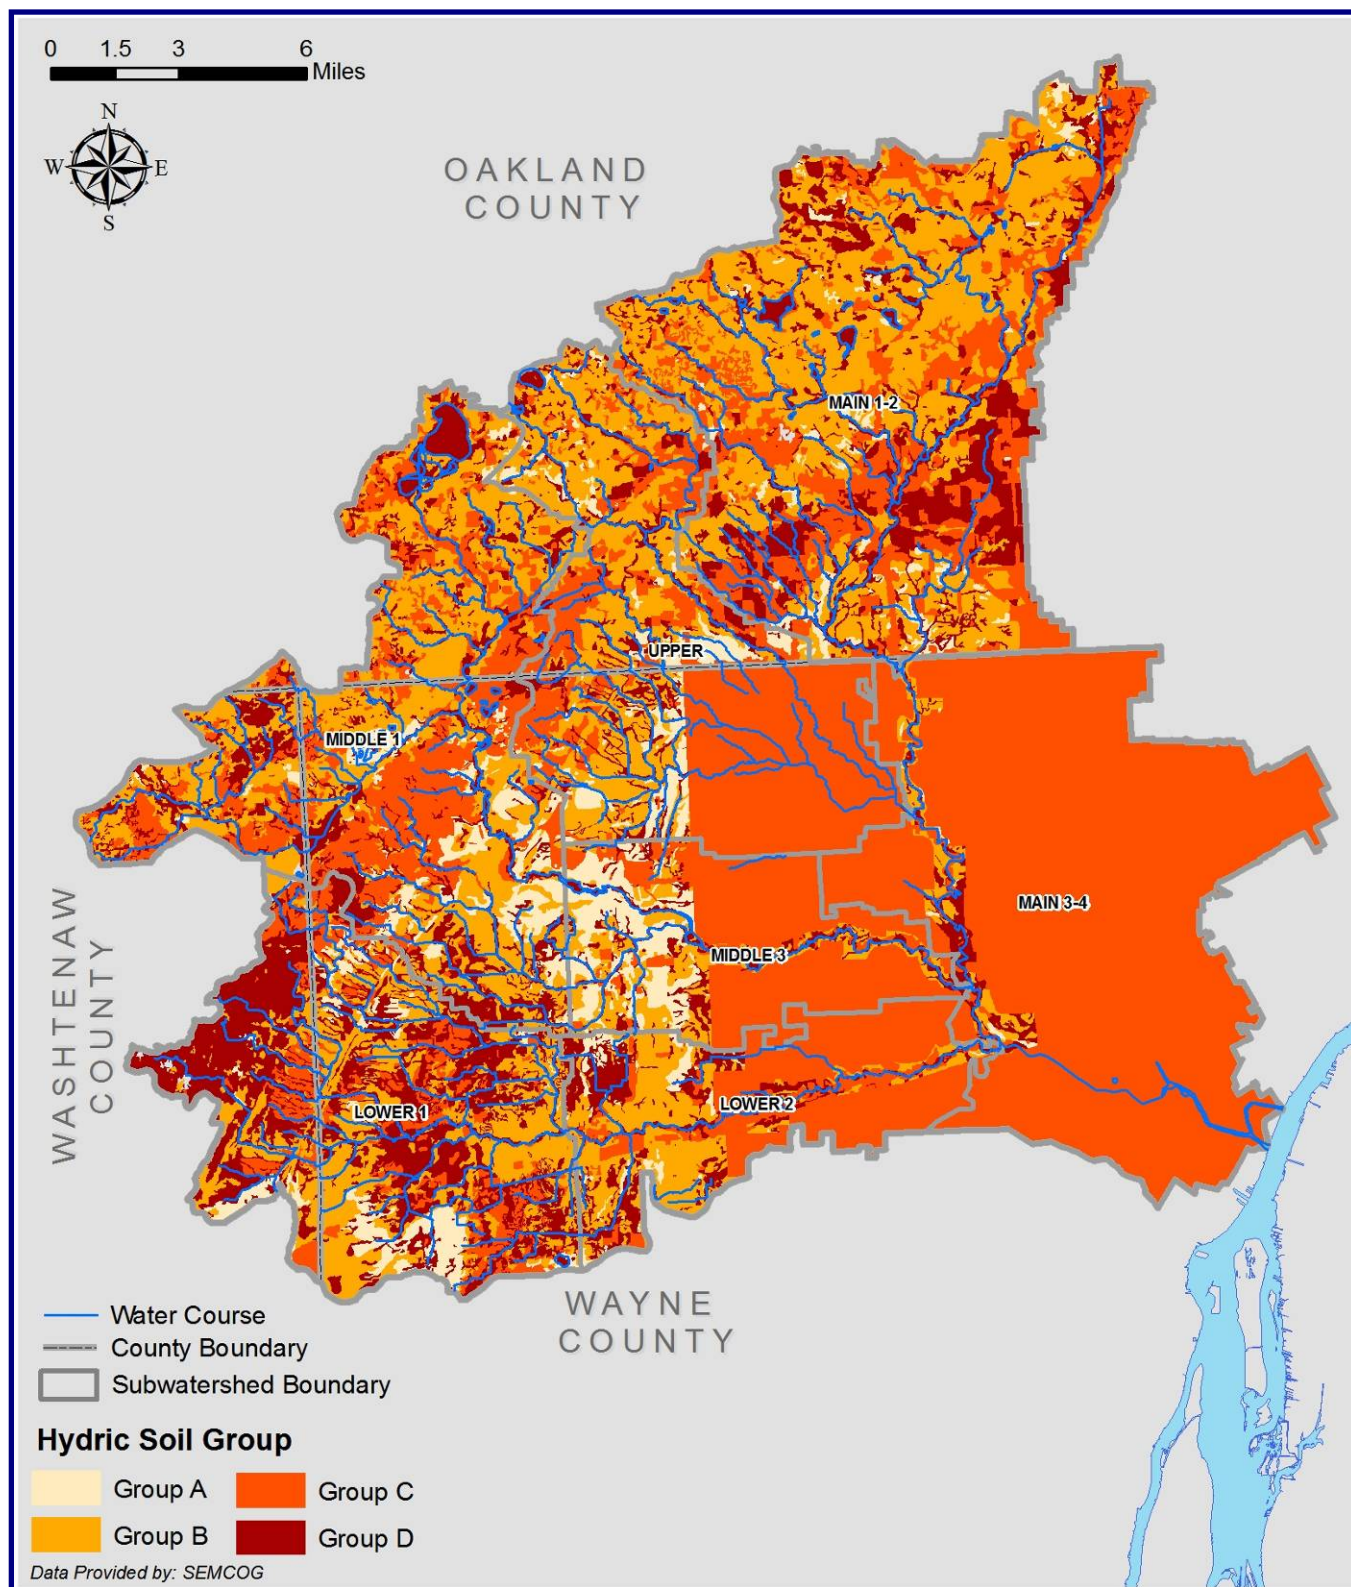 0 1.5 3 6
Miles
N
W E
S
OAKLAND
COUNTY
MAIN 1-2
UPPER
MIDDLE 1
MAIN 3-4
WASHTENAW
COUNTY
MIDDLE 3
LOWER 1
LOWER 2
WAYNE
COUNTY
Water Course
County Boundary
Subwatershed Boundary
Hydric Soil Group
Group A
Group C
Group B
Group D
Data Provided by: SEMCOG